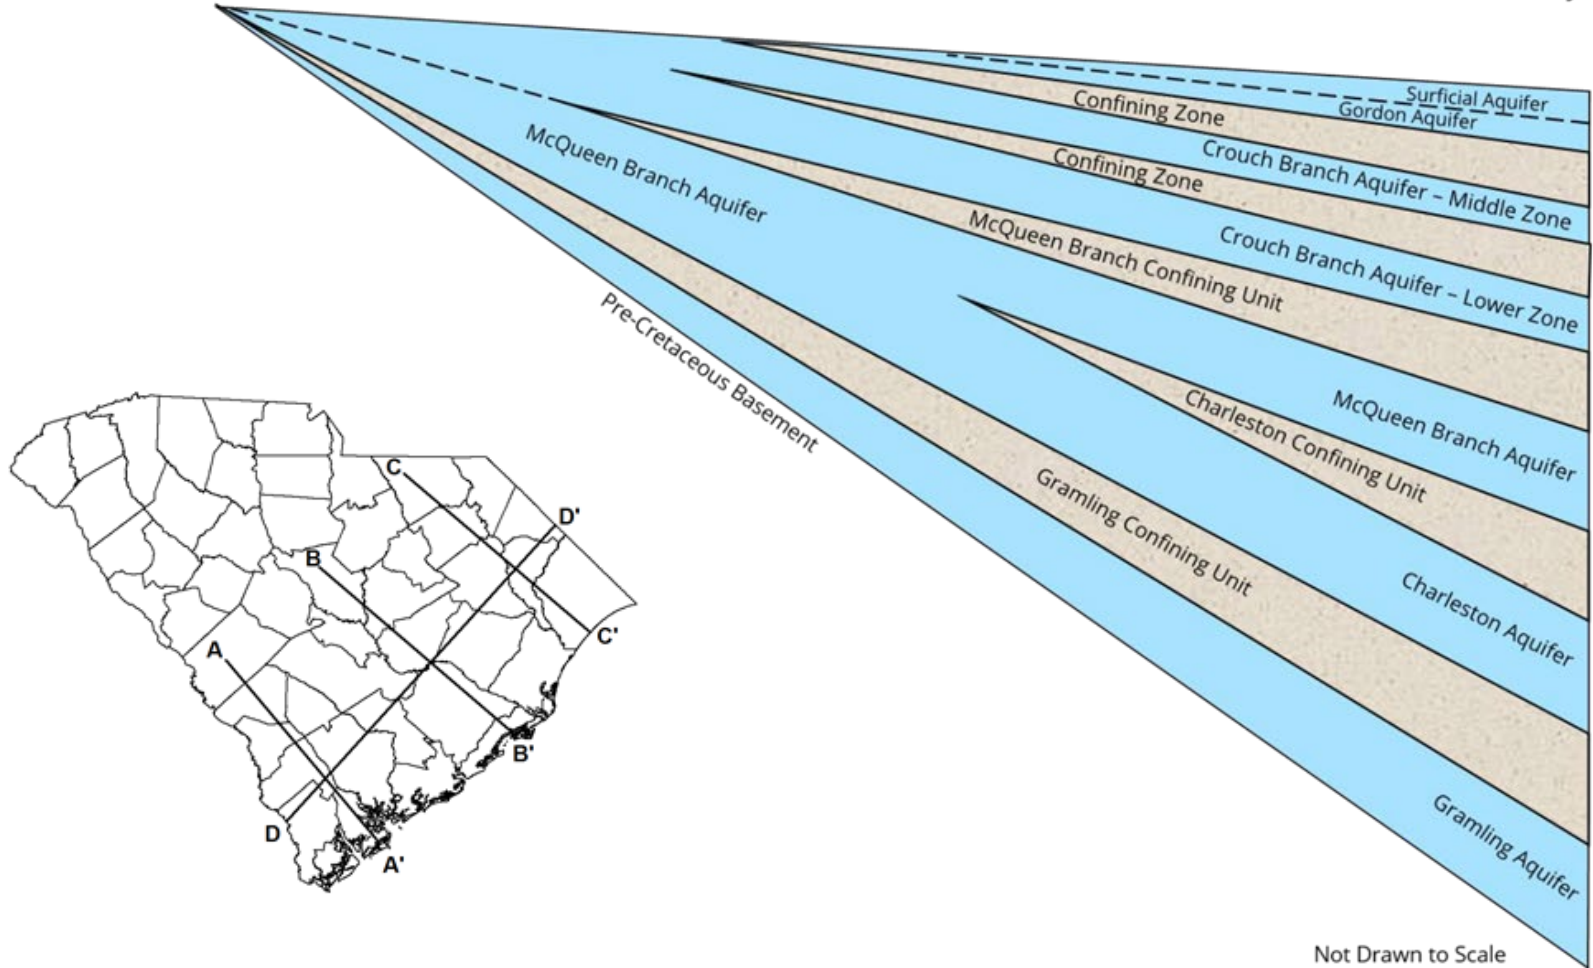 Surficial Aquifer
Gordon Aquifer
Confining Zone
Crouch Branch Aquifer – Middle Zone
Confining Zone
Crouch Branch Aquifer – Lower Zone
McQueen Branch Confining Unit
McQueen Branch Aquifer
McQueen Branch Aquifer
Charleston Confining Unit
Charleston Aquifer
Gramling Confining Unit
Gramling Aquifer
Pre-Cretaceous Basement
C
D'
B
C'
A
B'
D
A'
Not Drawn to Scale